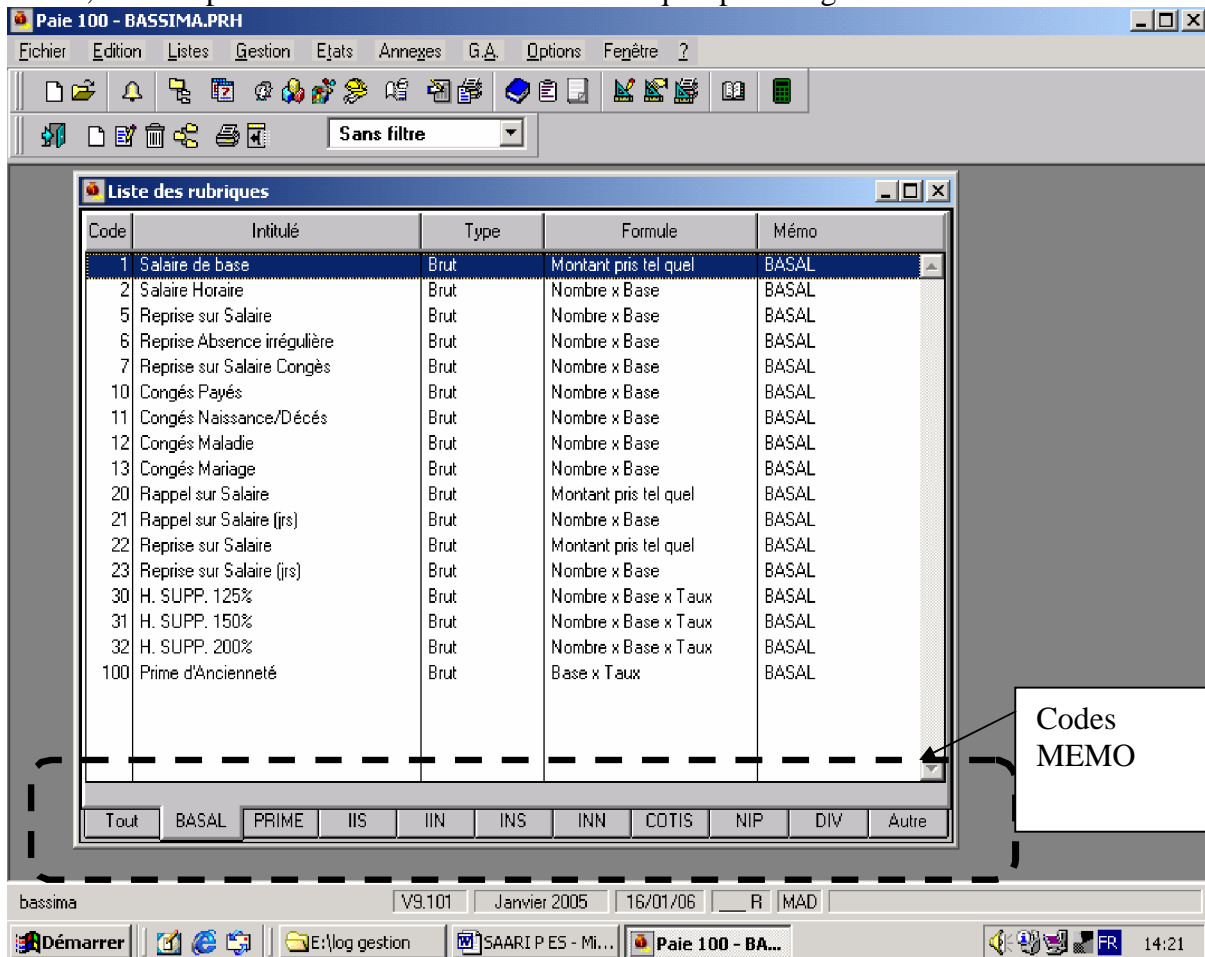 Paie 100 - BASSIMA.PRH
Fichier Edition Listes Gestion Etats Annexes G.A. Options Fenêtre ?
Sans filtre
Liste des rubriques
Code Intitulé Type Formule Mémo
1 Salaire de base Brut Montant pris tel quel BASAL
2 Salaire Horaire Brut Nombre x Base BASAL
5 Reprise sur Salaire Brut Nombre x Base BASAL
6 Reprise Absence irrégulière Brut Nombre x Base BASAL
7 Reprise sur Salaire Congès Brut Nombre x Base BASAL
10 Congés Payés Brut Nombre x Base BASAL
11 Congés Naissance/Décés Brut Nombre x Base BASAL
12 Congés Maladie Brut Nombre x Base BASAL
13 Congés Mariage Brut Nombre x Base BASAL
20 Rappel sur Salaire Brut Montant pris tel quel BASAL
21 Rappel sur Salaire (jrs) Brut Nombre x Base BASAL
22 Reprise sur Salaire Brut Montant pris tel quel BASAL
23 Reprise sur Salaire (jrs) Brut Nombre x Base BASAL
30 H. SUPP. 125% Brut Nombre x Base x Taux BASAL
31 H. SUPP. 150% Brut Nombre x Base x Taux BASAL
32 H. SUPP. 200% Brut Nombre x Base x Taux BASAL
100 Prime d'Ancienneté Brut Base x Taux BASAL
Codes
MEMO
Tout BASAL PRIME IIS IIN INS INN COTIS NIP DIV Autre
bassima V9.101 Janvier 2005 16/01/06 __ R MAD
Démarrer E:\log gestion SAARI P ES - Mi... Paie 100 - BA... FR 14:21